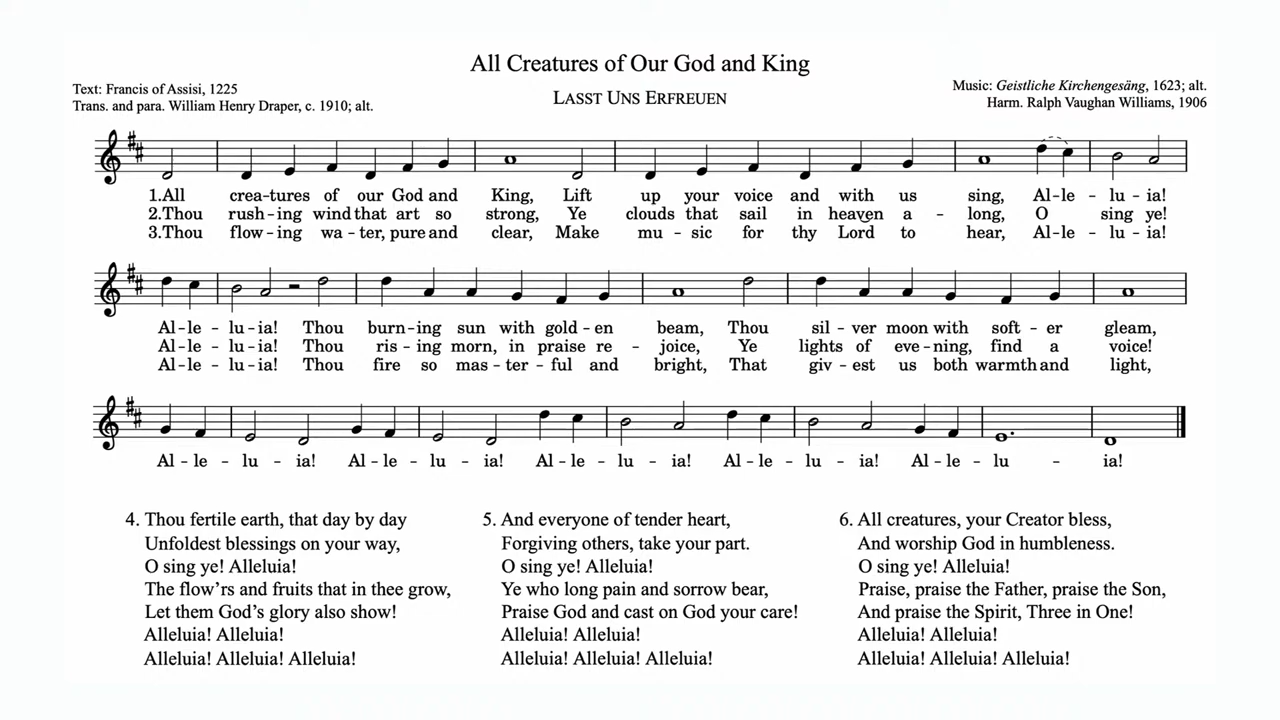 All Creatures of Our God and King
Text: Francis of Assisi, 1225
Trans. and para. William Henry Draper, c. 1910; alt.
LASST UNS ERFREUEN
Music: Geistliche Kirchengesäng, 1623; alt.
Harm. Ralph Vaughan Williams, 1906
1.All crea-tures of our God and King, Lift up your voice and with us sing, Al-le - lu - ia!
2.Thou rush-ing wind that art so strong, Ye clouds that sail in heaven a - long, O sing ye!
3.Thou flow-ing wa-ter, pure and clear, Make mu - sic for thy Lord to hear, Al-le - lu - ia!
Al-le - lu-ia! Thou burn-ing sun with gold-en beam, Thou sil-ver moon with soft-er gleam,
Al-le - lu-ia! Thou ris-ing morn, in praise re - joice, Ye lights of eve-ning, find a voice!
Al-le - lu-ia! Thou fire so mas-ter-ful and bright, That giv-est us both warmth and light,
Al-le - lu - ia! Al-le - lu - ia! Al-le - lu - ia! Al-le - lu - ia! Al-le - lu - ia!
4. Thou fertile earth, that day by day
Unfoldest blessings on your way,
O sing ye! Alleluia!
The flow'rs and fruits that in thee grow,
Let them God's glory also show!
Alleluia! Alleluia!
Alleluia! Alleluia! Alleluia!
5. And everyone of tender heart,
Forgiving others, take your part.
O sing ye! Alleluia!
Ye who long pain and sorrow bear,
Praise God and cast on God your care!
Alleluia! Alleluia!
Alleluia! Alleluia! Alleluia!
6. All creatures, your Creator bless,
And worship God in humbleness.
O sing ye! Alleluia!
Praise, praise the Father, praise the Son,
And praise the Spirit, Three in One!
Alleluia! Alleluia!
Alleluia! Alleluia! Alleluia!